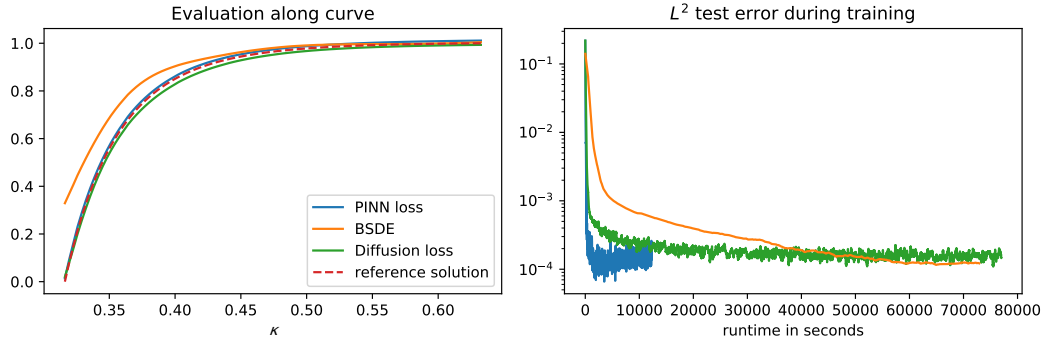 Evaluation along curve
1.0
0.8
0.6
0.4
0.2
0.0
PINN loss
BSDE
Diffusion loss
reference solution
0.35 0.40 0.45 0.50 0.55 0.60
κ
L² test error during training
10⁻¹
10⁻²
10⁻³
10⁻⁴
0 10000 20000 30000 40000 50000 60000 70000 80000
runtime in seconds